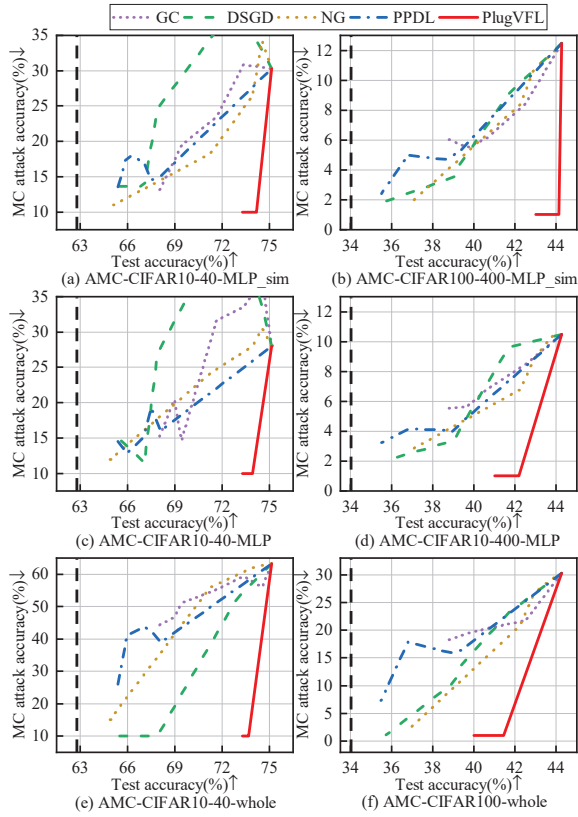 GC DSGD NG PPDL PlugVFL
MC attack accuracy(%)↓
35
30
25
20
15
10
63 66 69 72 75
Test accuracy(%)↑
(a) AMC-CIFAR10-40-MLP_sim
MC attack accuracy(%)↓
12
10
8
6
4
2
0
34 36 38 40 42 44
Test accuracy(%)↑
(b) AMC-CIFAR100-400-MLP_sim
MC attack accuracy(%)↓
35
30
25
20
15
10
63 66 69 72 75
Test accuracy(%)↑
(c) AMC-CIFAR10-40-MLP
MC attack accuracy(%)↓
12
10
8
6
4
2
0
34 36 38 40 42 44
Test accuracy(%)↑
(d) AMC-CIFAR10-400-MLP
MC attack accuracy(%)↓
60
50
40
30
20
10
63 66 69 72 75
Test accuracy(%)↑
(e) AMC-CIFAR10-40-whole
MC attack accuracy(%)↓
30
25
20
15
10
5
0
34 36 38 40 42 44
Test accuracy(%)↑
(f) AMC-CIFAR100-whole